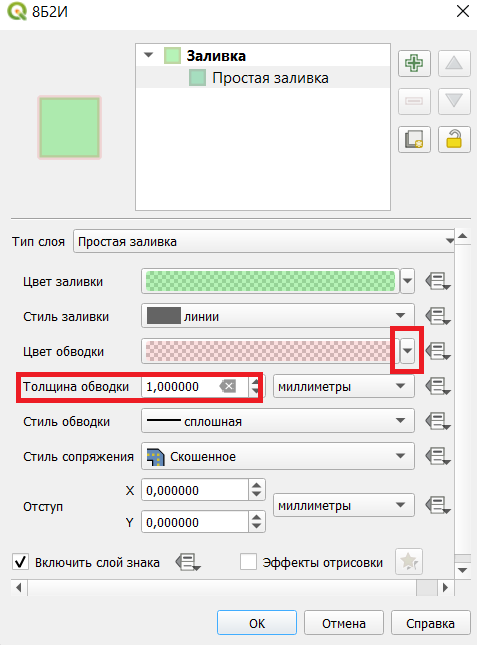 8Б2И
Заливка
Простая заливка
Тип слоя Простая заливка
Цвет заливки
Стиль заливки линии
Цвет обводки
Толщина обводки 1,000000 миллиметры
Стиль обводки сплошная
Стиль сопряжения Скошенное
X 0,000000
Отступ миллиметры
Y 0,000000
Включить слой знака Эффекты отрисовки
OK Отмена Справка